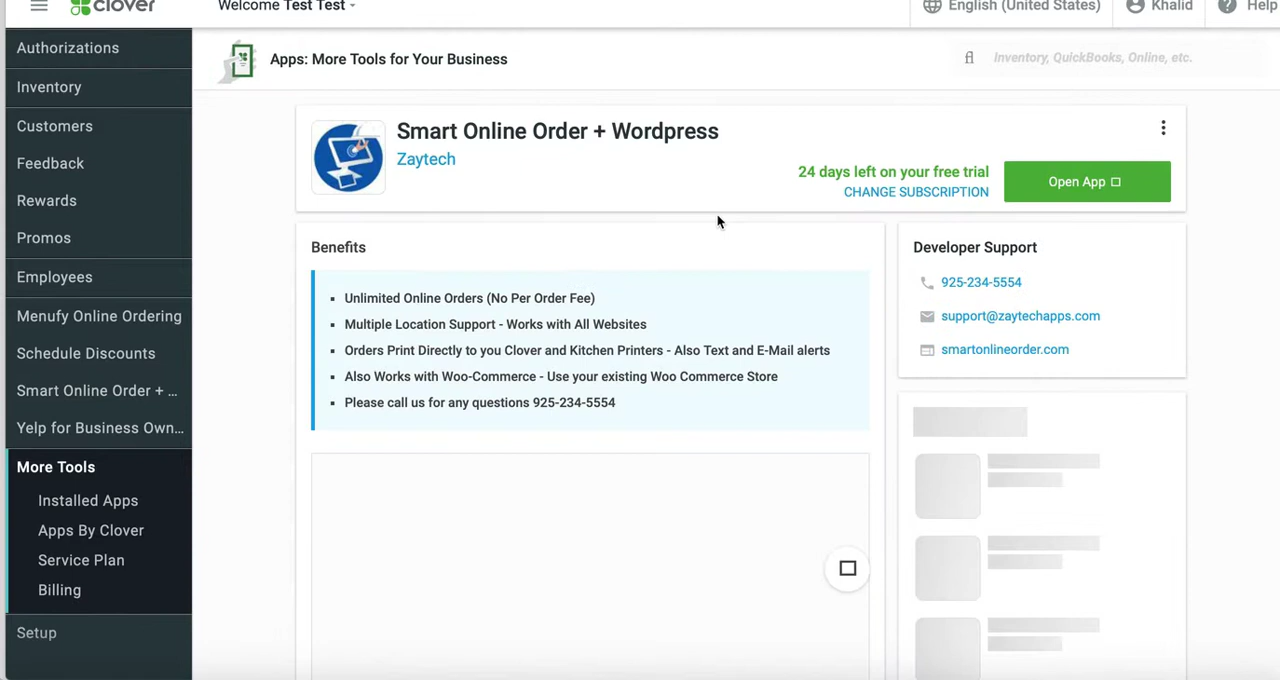 clover
Welcome Test Test
English (United States)
Khalid
Help
Authorizations
Inventory
Customers
Feedback
Rewards
Promos
Employees
Menufy Online Ordering
Schedule Discounts
Smart Online Order + ...
Yelp for Business Own...
More Tools
Installed Apps
Apps By Clover
Service Plan
Billing
Setup
Apps: More Tools for Your Business
Inventory, QuickBooks, Online, etc.
Smart Online Order + Wordpress
Zaytech
24 days left on your free trial
CHANGE SUBSCRIPTION
Open App
Benefits
Unlimited Online Orders (No Per Order Fee)
Multiple Location Support - Works with All Websites
Orders Print Directly to you Clover and Kitchen Printers - Also Text and E-Mail alerts
Also Works with Woo-Commerce - Use your existing Woo Commerce Store
Please call us for any questions 925-234-5554
Developer Support
925-234-5554
support@zaytechapps.com
smartonlineorder.com